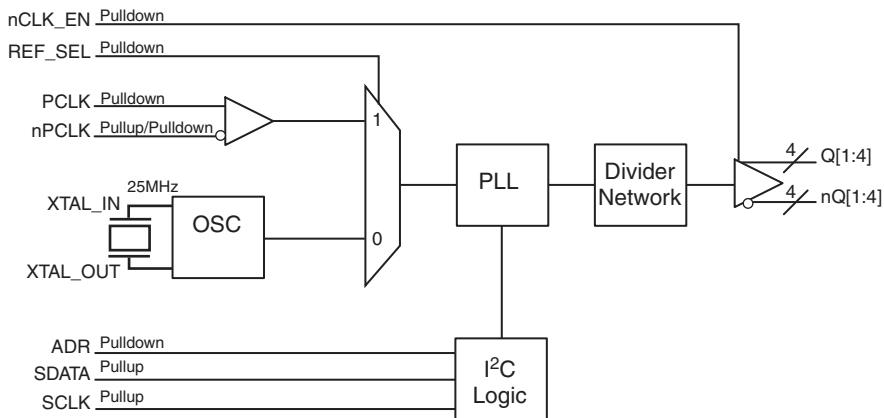 nCLK_EN Pulldown
REF_SEL Pulldown
PCLK Pulldown
nPCLK Pullup/Pulldown
1
4
Q[1:4]
PLL
Divider
Network
4
nQ[1:4]
25MHz
XTAL_IN
OSC
0
XTAL_OUT
ADR Pulldown
SDATA Pullup
SCLK Pullup
I²C
Logic